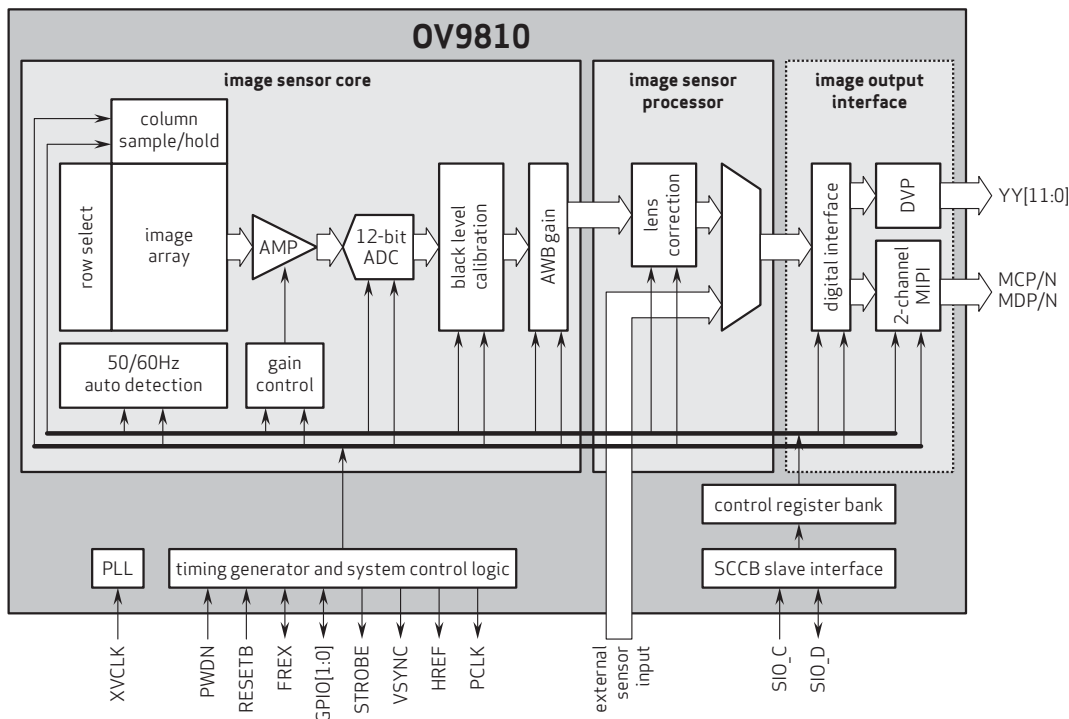 OV9810
image sensor core
image sensor
processor
image output
interface
column
sample/hold
row select
image
array
AMP
12-bit
ADC
black level
calibration
AWB gain
lens
correction
digital interface
DVP
2-channel
MIPI
YY[11:0]
MCP/N
MDP/N
50/60Hz
auto detection
gain
control
control register bank
PLL
timing generator and system control logic
SCCB slave interface
XVCLK
PWDN
RESETB
FREX
GPIO[1:0]
STROBE
VSYNC
HREF
PCLK
external
sensor
input
SIO_C
SIO_D